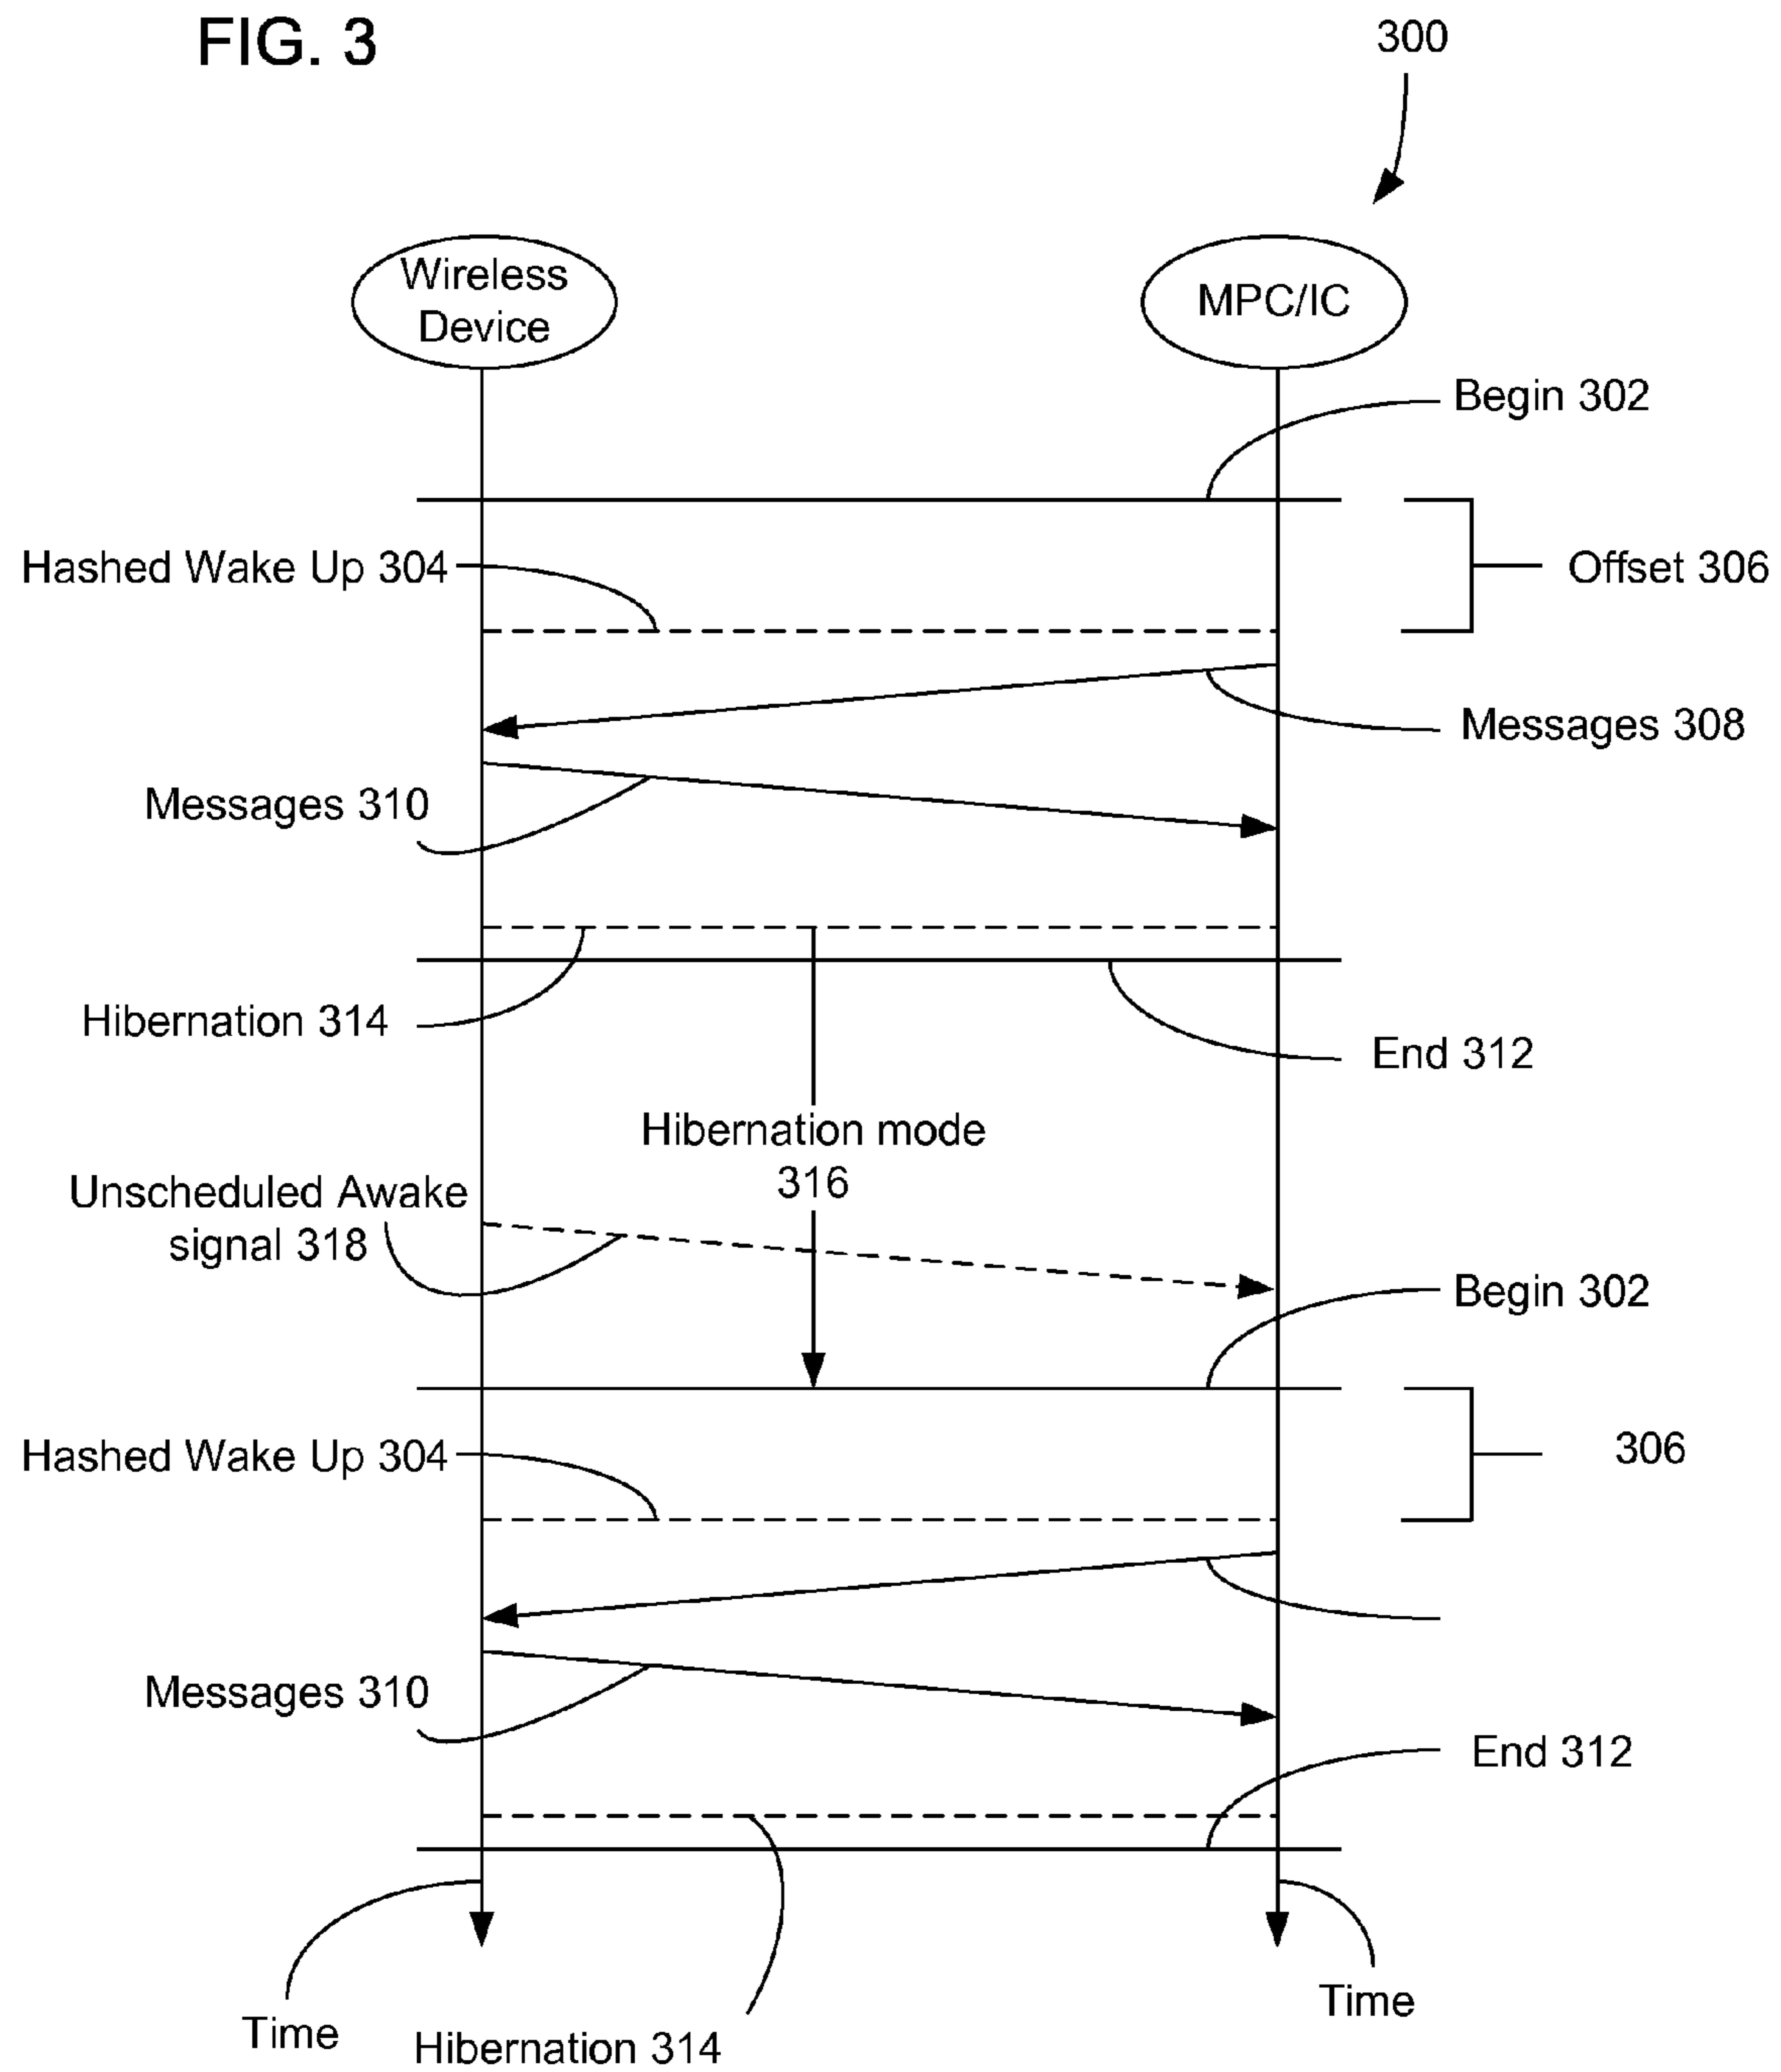 FIG. 3
300
Wireless
Device
MPC/IC
Begin 302
Hashed Wake Up 304
Offset 306
Messages 308
Messages 310
Hibernation 314
End 312
Hibernation mode
316
Unscheduled Awake
signal 318
Begin 302
Hashed Wake Up 304
306
Messages 310
End 312
Time
Time
Hibernation 314